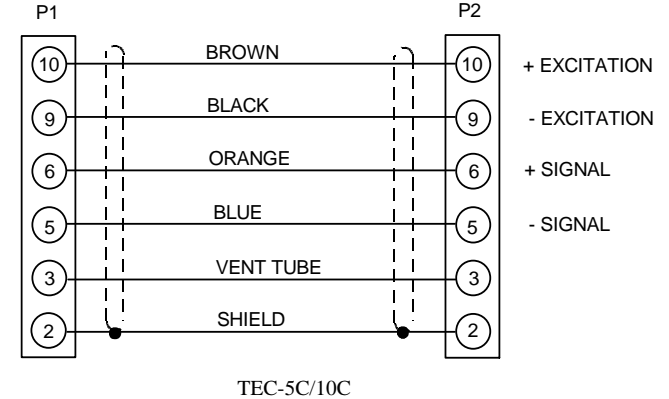 P1 P2
10 BROWN 10 + EXCITATION
9 BLACK 9 - EXCITATION
6 ORANGE 6 + SIGNAL
5 BLUE 5 - SIGNAL
3 VENT TUBE 3
2 SHIELD 2
TEC-5C/10C